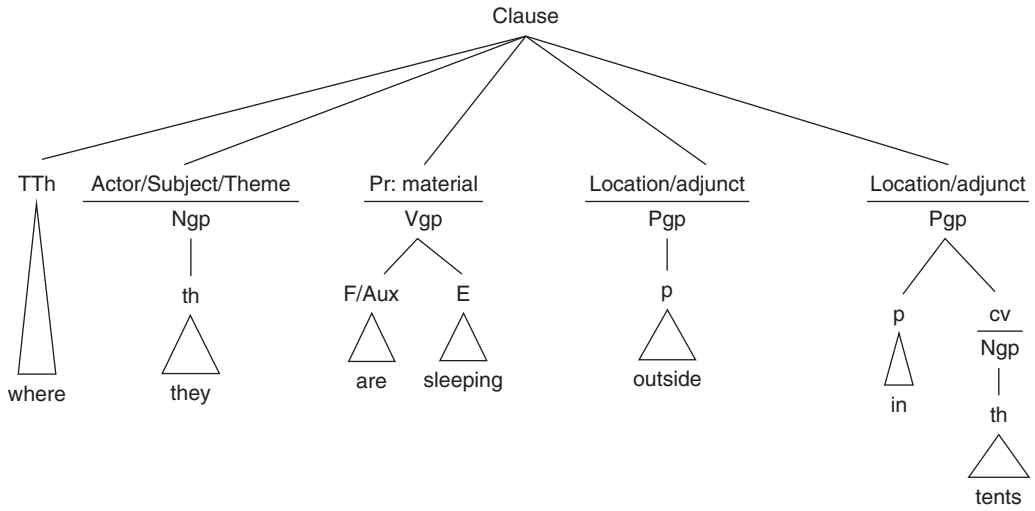 Clause
TTh Actor/Subject/Theme Pr: material Location/adjunct Location/adjunct
Ngp Vgp Pgp Pgp
th F/Aux E p p cv
Ngp
where they are sleeping outside in th
tents